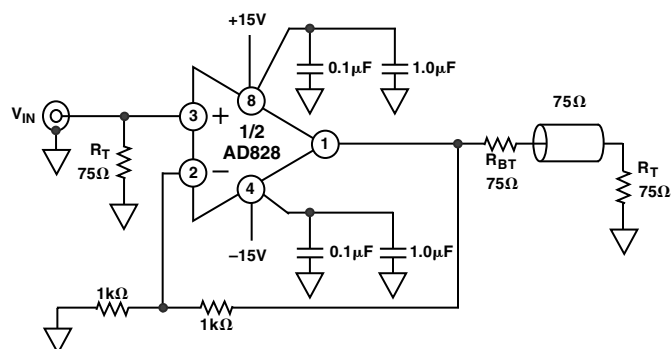 +15V
0.1µF
1.0µF
8
V_IN
3
+
1/2
AD828
1
75Ω
R_T
75Ω
2
−
R_BT
75Ω
R_T
75Ω
4
−15V
0.1µF
1.0µF
1kΩ
1kΩ